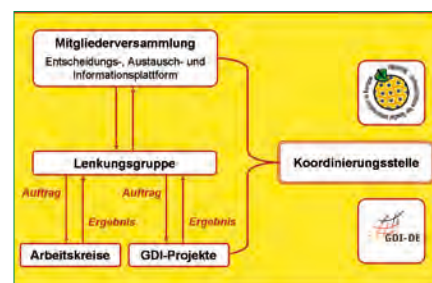 Mitgliederversammlung
Entscheidungs-, Austausch- und
Informationsplattform
Lenkungsgruppe
Koordinierungsstelle
Auftrag
Auftrag
Ergebnis
Ergebnis
Arbeitskreise
GDI-Projekte
GDI-DE